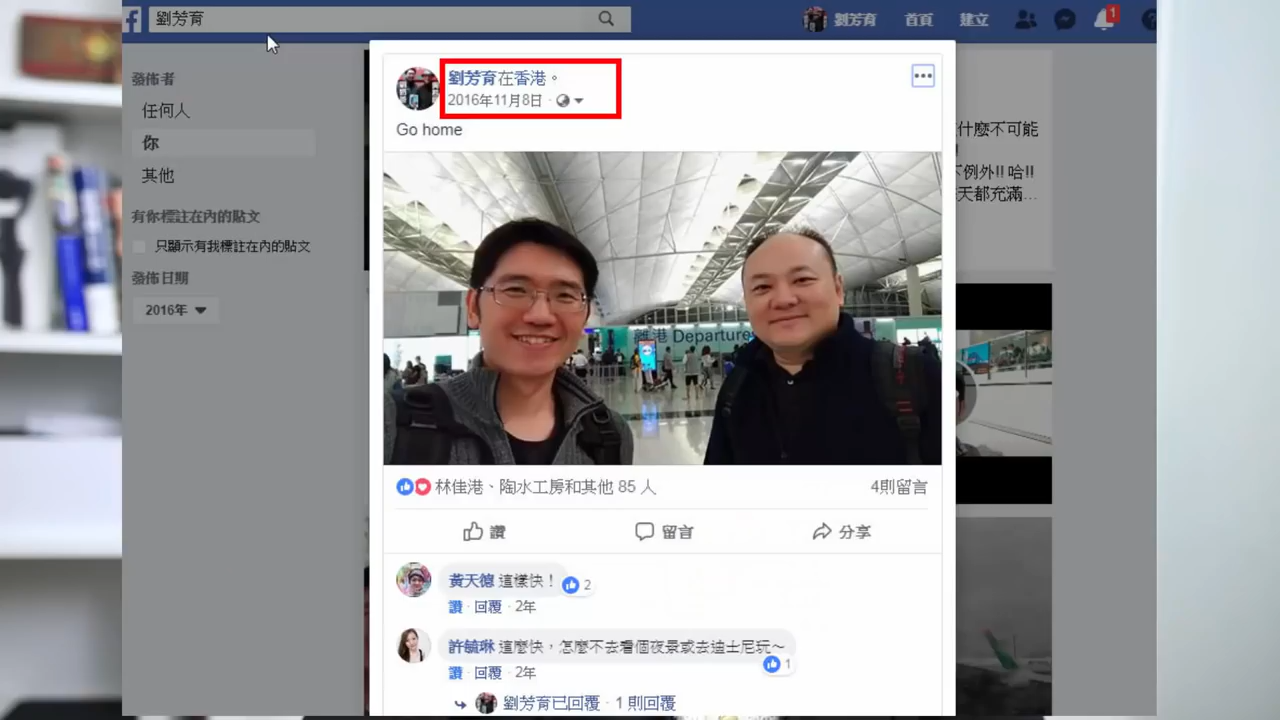 劉芳育
劉芳育 首頁 建立
1
發佈者
任何人
你
其他
有你標註在內的貼文
只顯示有我標註在內的貼文
發佈日期
2016年
劉芳育在香港。
2016年11月8日
Go home
離港 Departures
林佳港、陶水工房和其他 85 人
4則留言
讚 留言 分享
黃天德 這樣快！
2
讚 · 回覆 · 2年
許毓琳 這麼快，怎麼不去看個夜景或去迪士尼玩～
1
讚 · 回覆 · 2年
劉芳育已回覆 · 1 則回覆
什麼不可能
例外!! 哈!!
天都充滿...